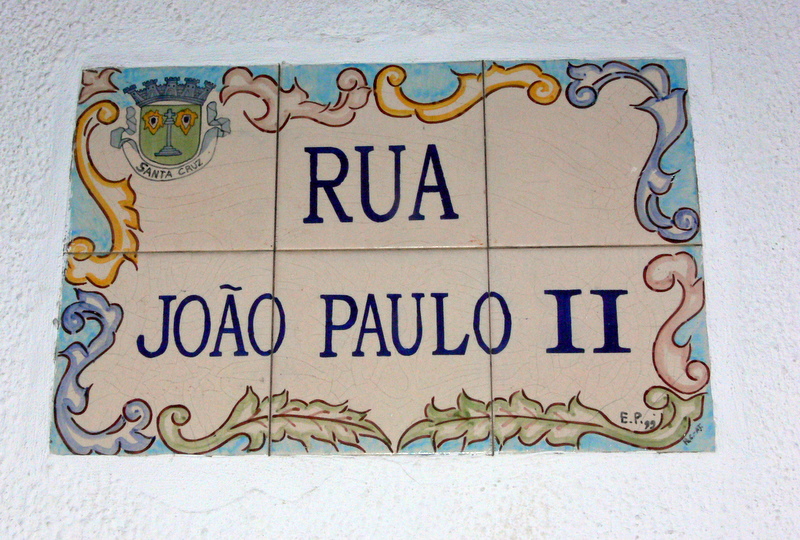 SANTA CRUZ
RUA
JOÃO PAULO II
E.P.